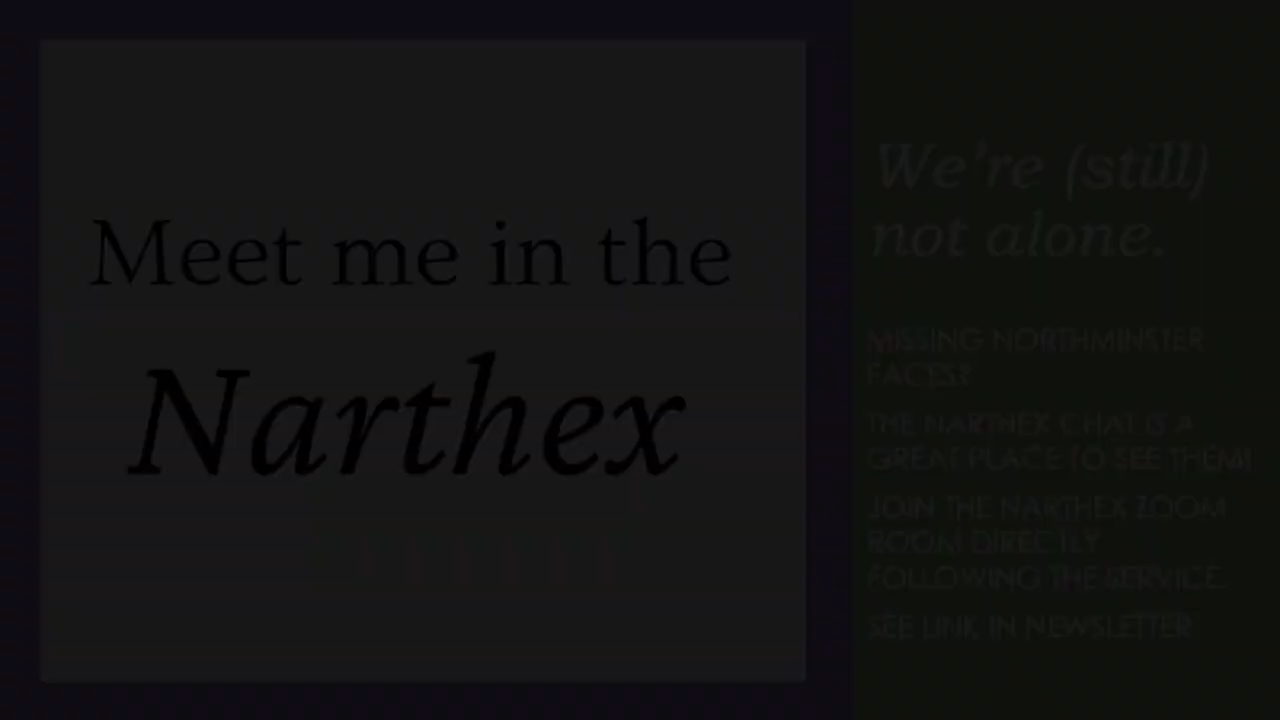 Meet me in the
Narthex
We're (still)
not alone.
MISSING NORTHMINSTER
FACES?
THE NARTHEX CHAT IS A
GREAT PLACE TO SEE THEM!
JOIN THE NARTHEX ZOOM
ROOM DIRECTLY
FOLLOWING THE SERVICE.
SEE LINK IN NEWSLETTER